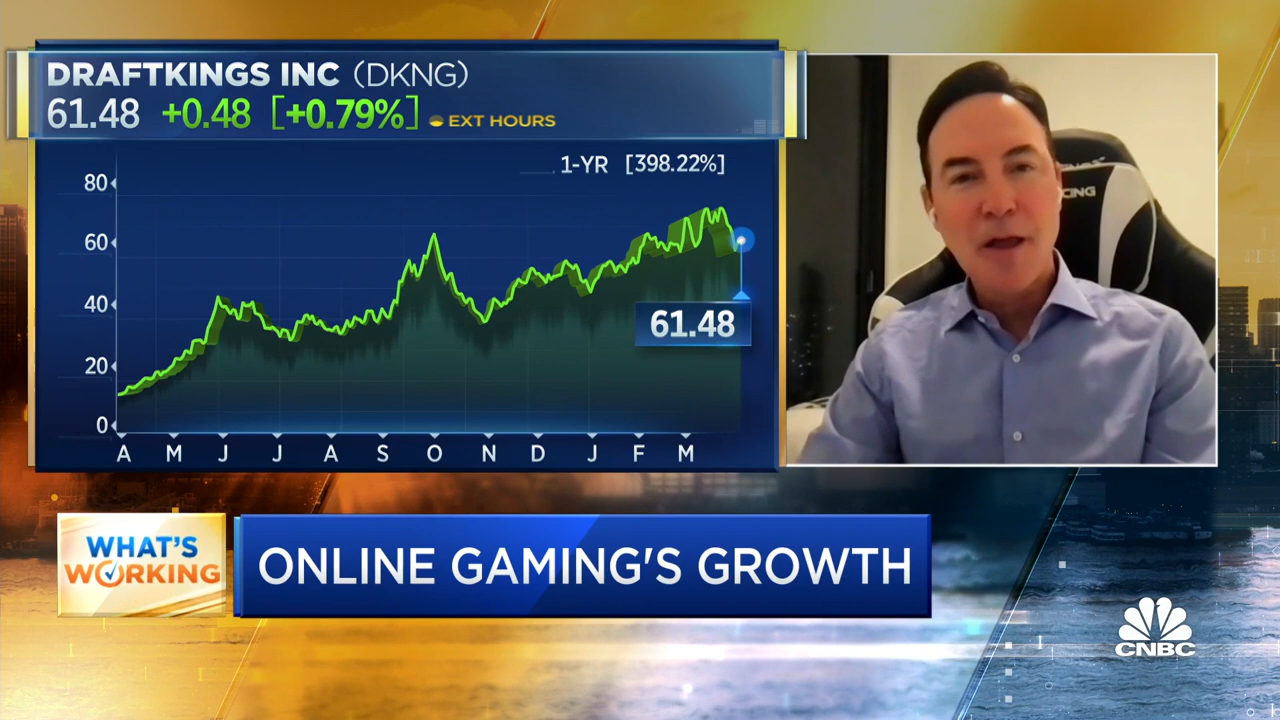 DRAFTKINGS INC (DKNG)
61.48 +0.48 [+0.79%] EXT HOURS
1-YR [398.22%]
80
60
40
20
0
61.48
A M J J A S O N D J F M
CING
WHAT'S
WORKING
ONLINE GAMING'S GROWTH
CNBC